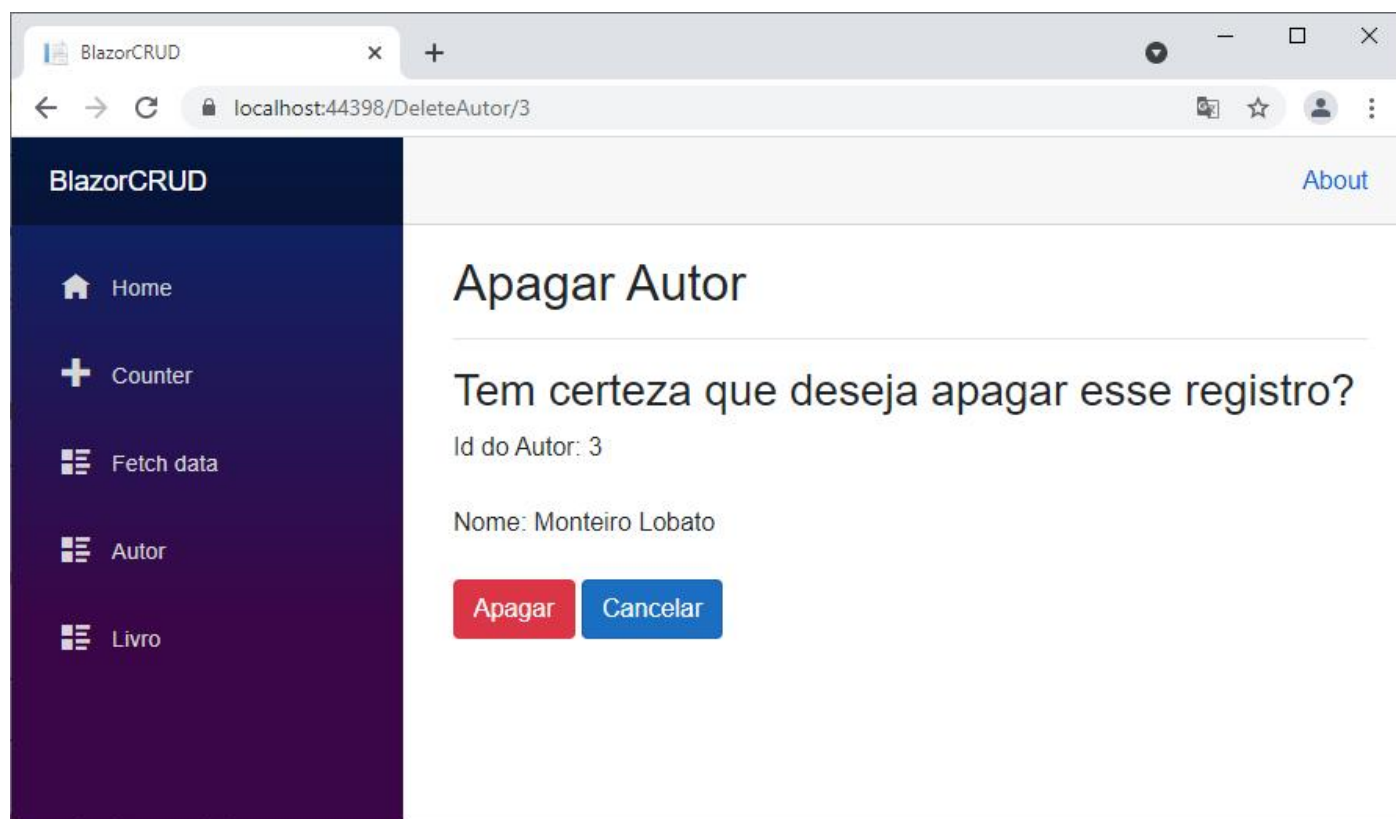 BlazorCRUD
localhost:44398/DeleteAutor/3
BlazorCRUD
About
Home
Counter
Fetch data
Autor
Livro
Apagar Autor
Tem certeza que deseja apagar esse registro?
Id do Autor: 3
Nome: Monteiro Lobato
Apagar Cancelar